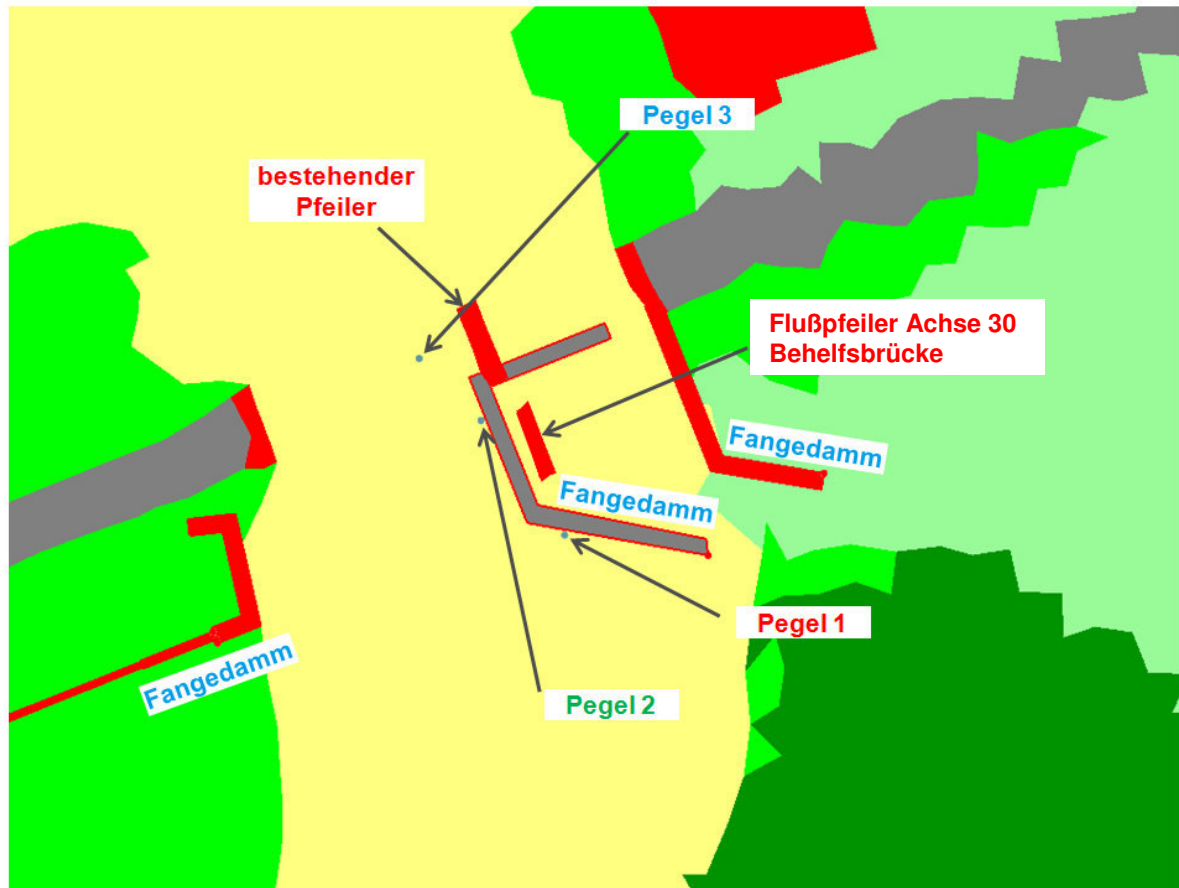 Pegel 3
bestehender
Pfeiler
Flußpfeiler Achse 30
Behelfsbrücke
Fangedamm
Fangedamm
Pegel 1
Fangedamm
Pegel 2